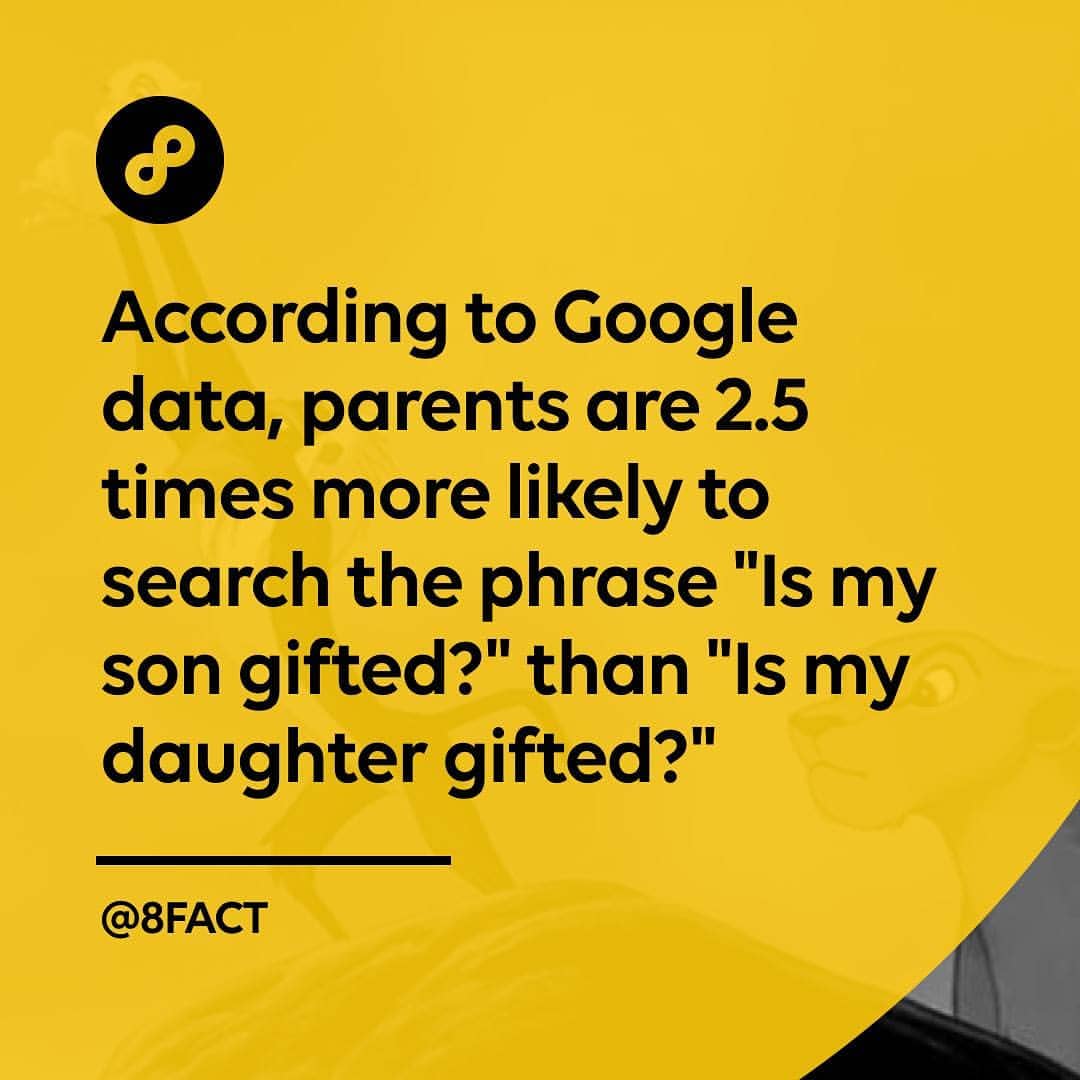 According to Google
data, parents are 2.5
times more likely to
search the phrase "Is my
son gifted?" than "Is my
daughter gifted?"
@8FACT